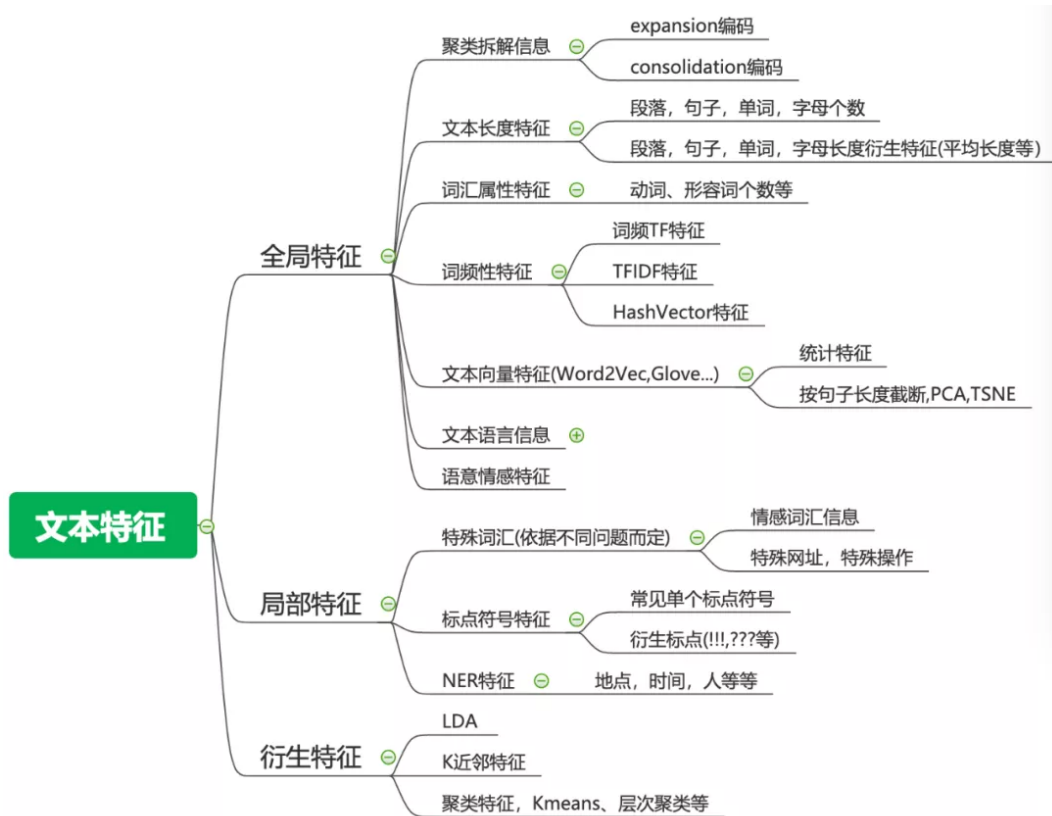 文本特征
全局特征
聚类拆解信息
expansion编码
consolidation编码
文本长度特征
段落，句子，单词，字母个数
段落，句子，单词，字母长度衍生特征(平均长度等)
词汇属性特征
动词、形容词个数等
词频性特征
词频TF特征
TFIDF特征
HashVector特征
文本向量特征(Word2Vec,Glove...)
统计特征
按句子长度截断,PCA,TSNE
文本语言信息
语意情感特征
局部特征
特殊词汇(依据不同问题而定)
情感词汇信息
特殊网址，特殊操作
标点符号特征
常见单个标点符号
衍生标点(!!!,???等)
NER特征
地点，时间，人等等
衍生特征
LDA
K近邻特征
聚类特征，Kmeans、层次聚类等